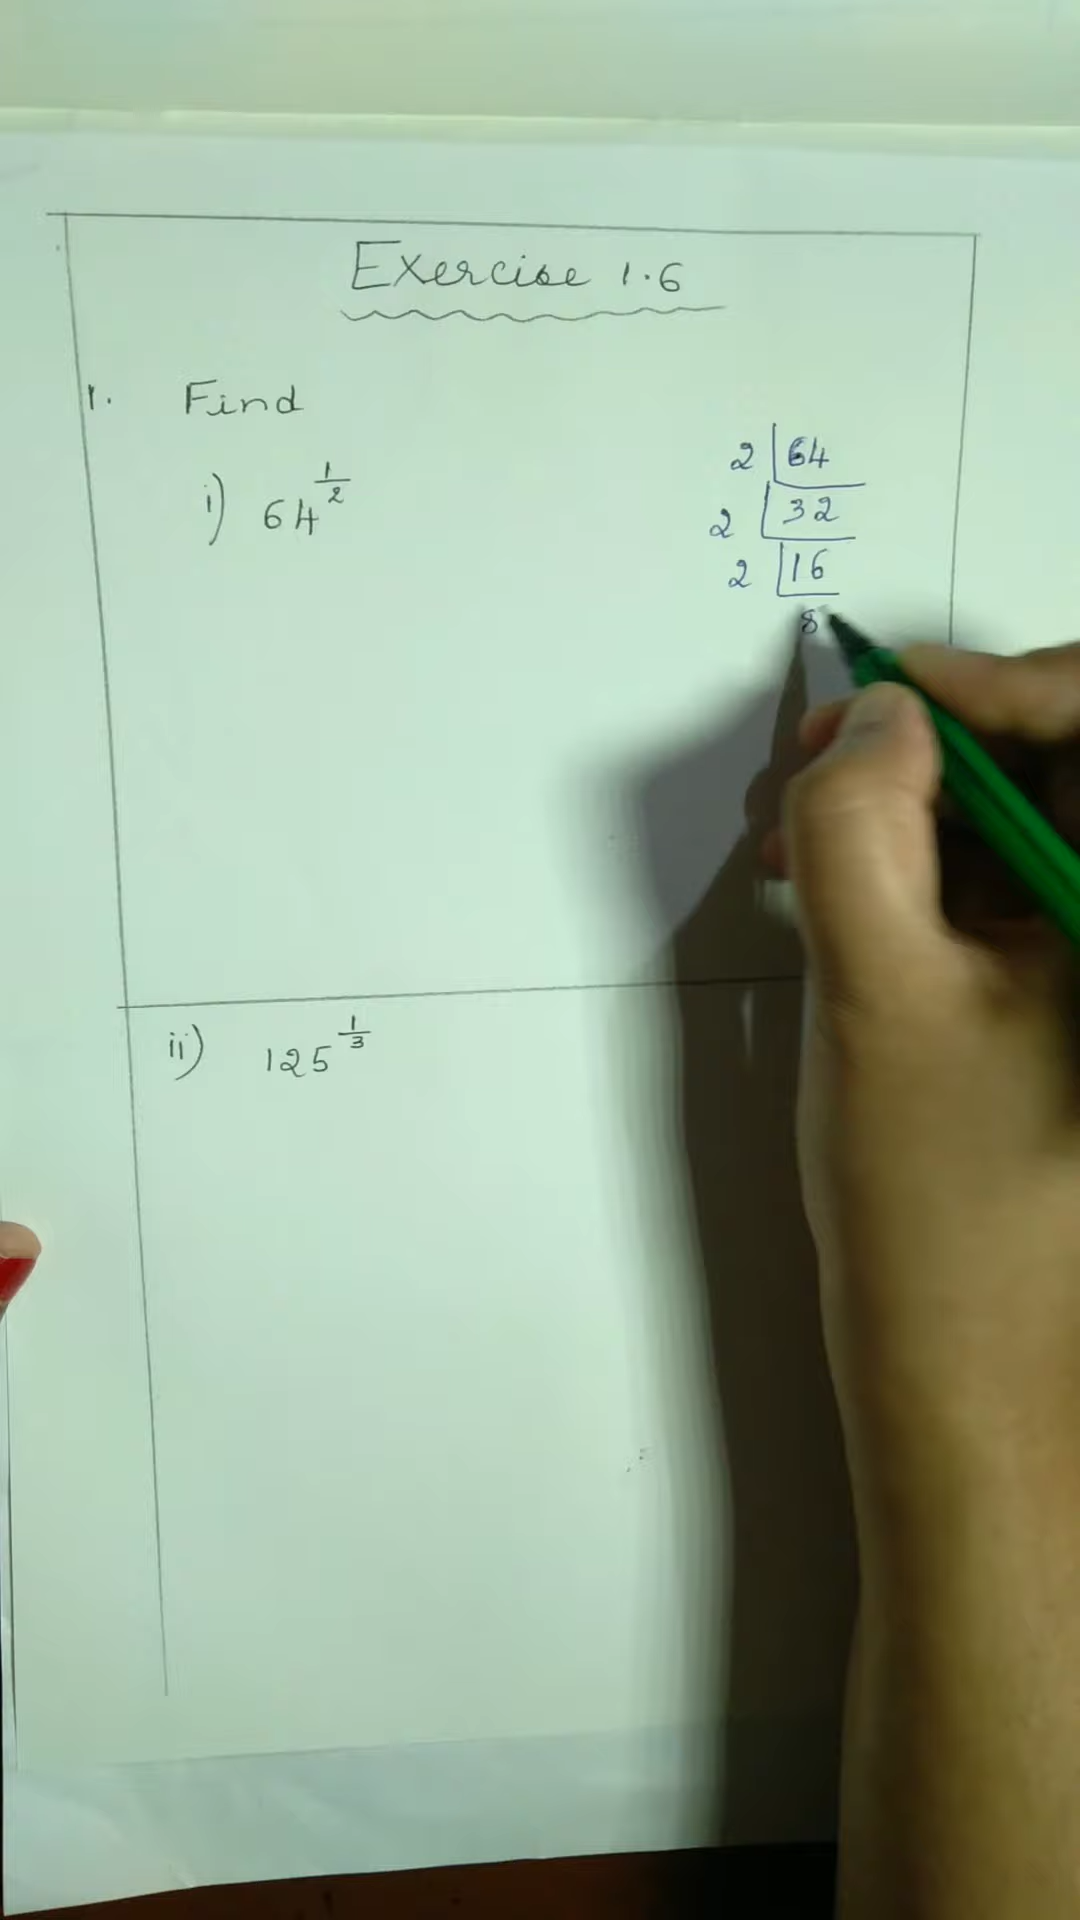 Exercise 1.6
1. Find
i) 64^(1/2)
2 | 64
2 | 32
2 | 16
8
ii) 125^(1/3)